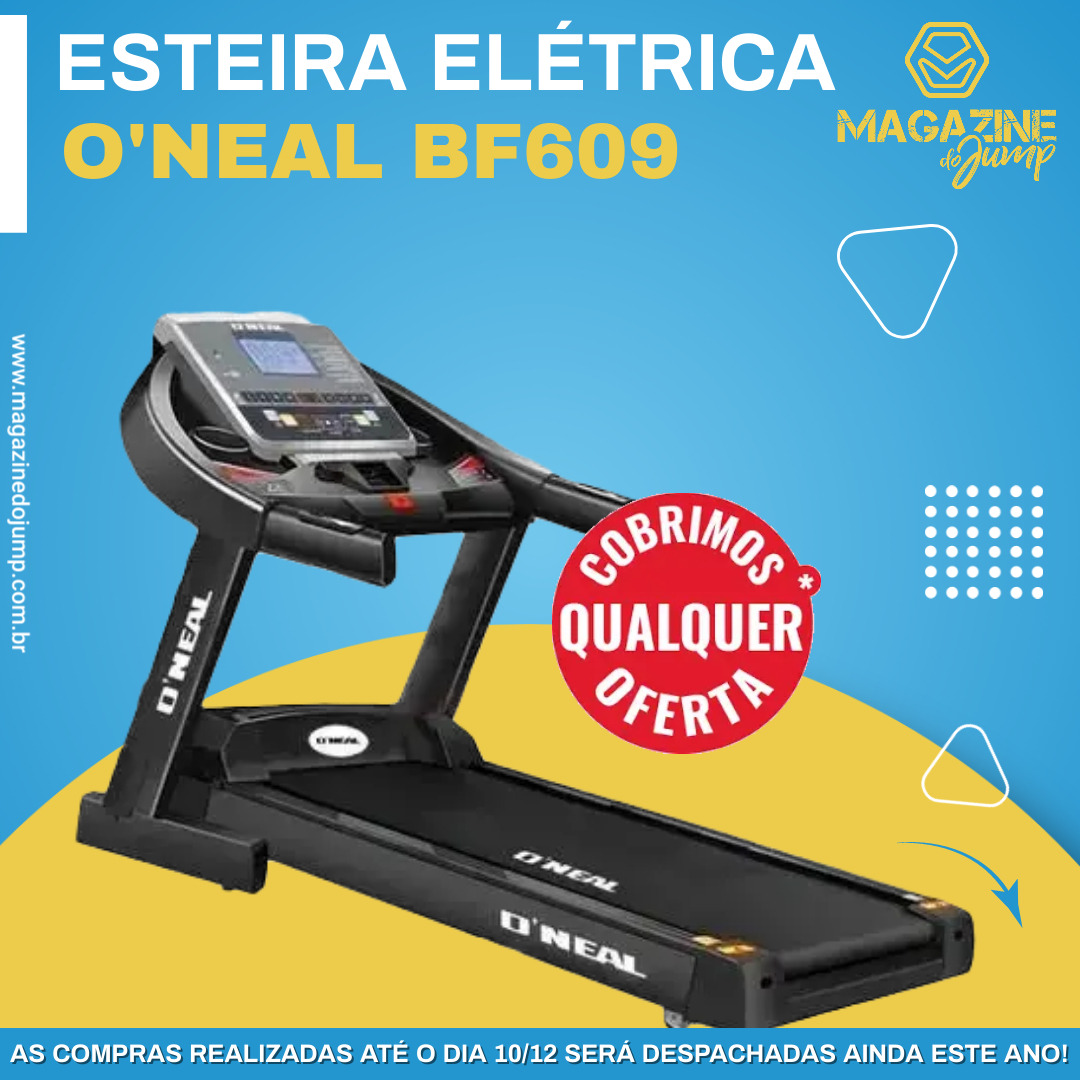 ESTEIRA ELÉTRICA
O'NEAL BF609
MAGAZINE
do Jump
www.magazinedojump.com.br
O'NEAL
O'NEAL
O'NEAL
COBRIMOS *
QUALQUER
OFERTA
O'NEAL
O'NEAL
AS COMPRAS REALIZADAS ATÉ O DIA 10/12 SERÁ DESPACHADAS AINDA ESTE ANO!